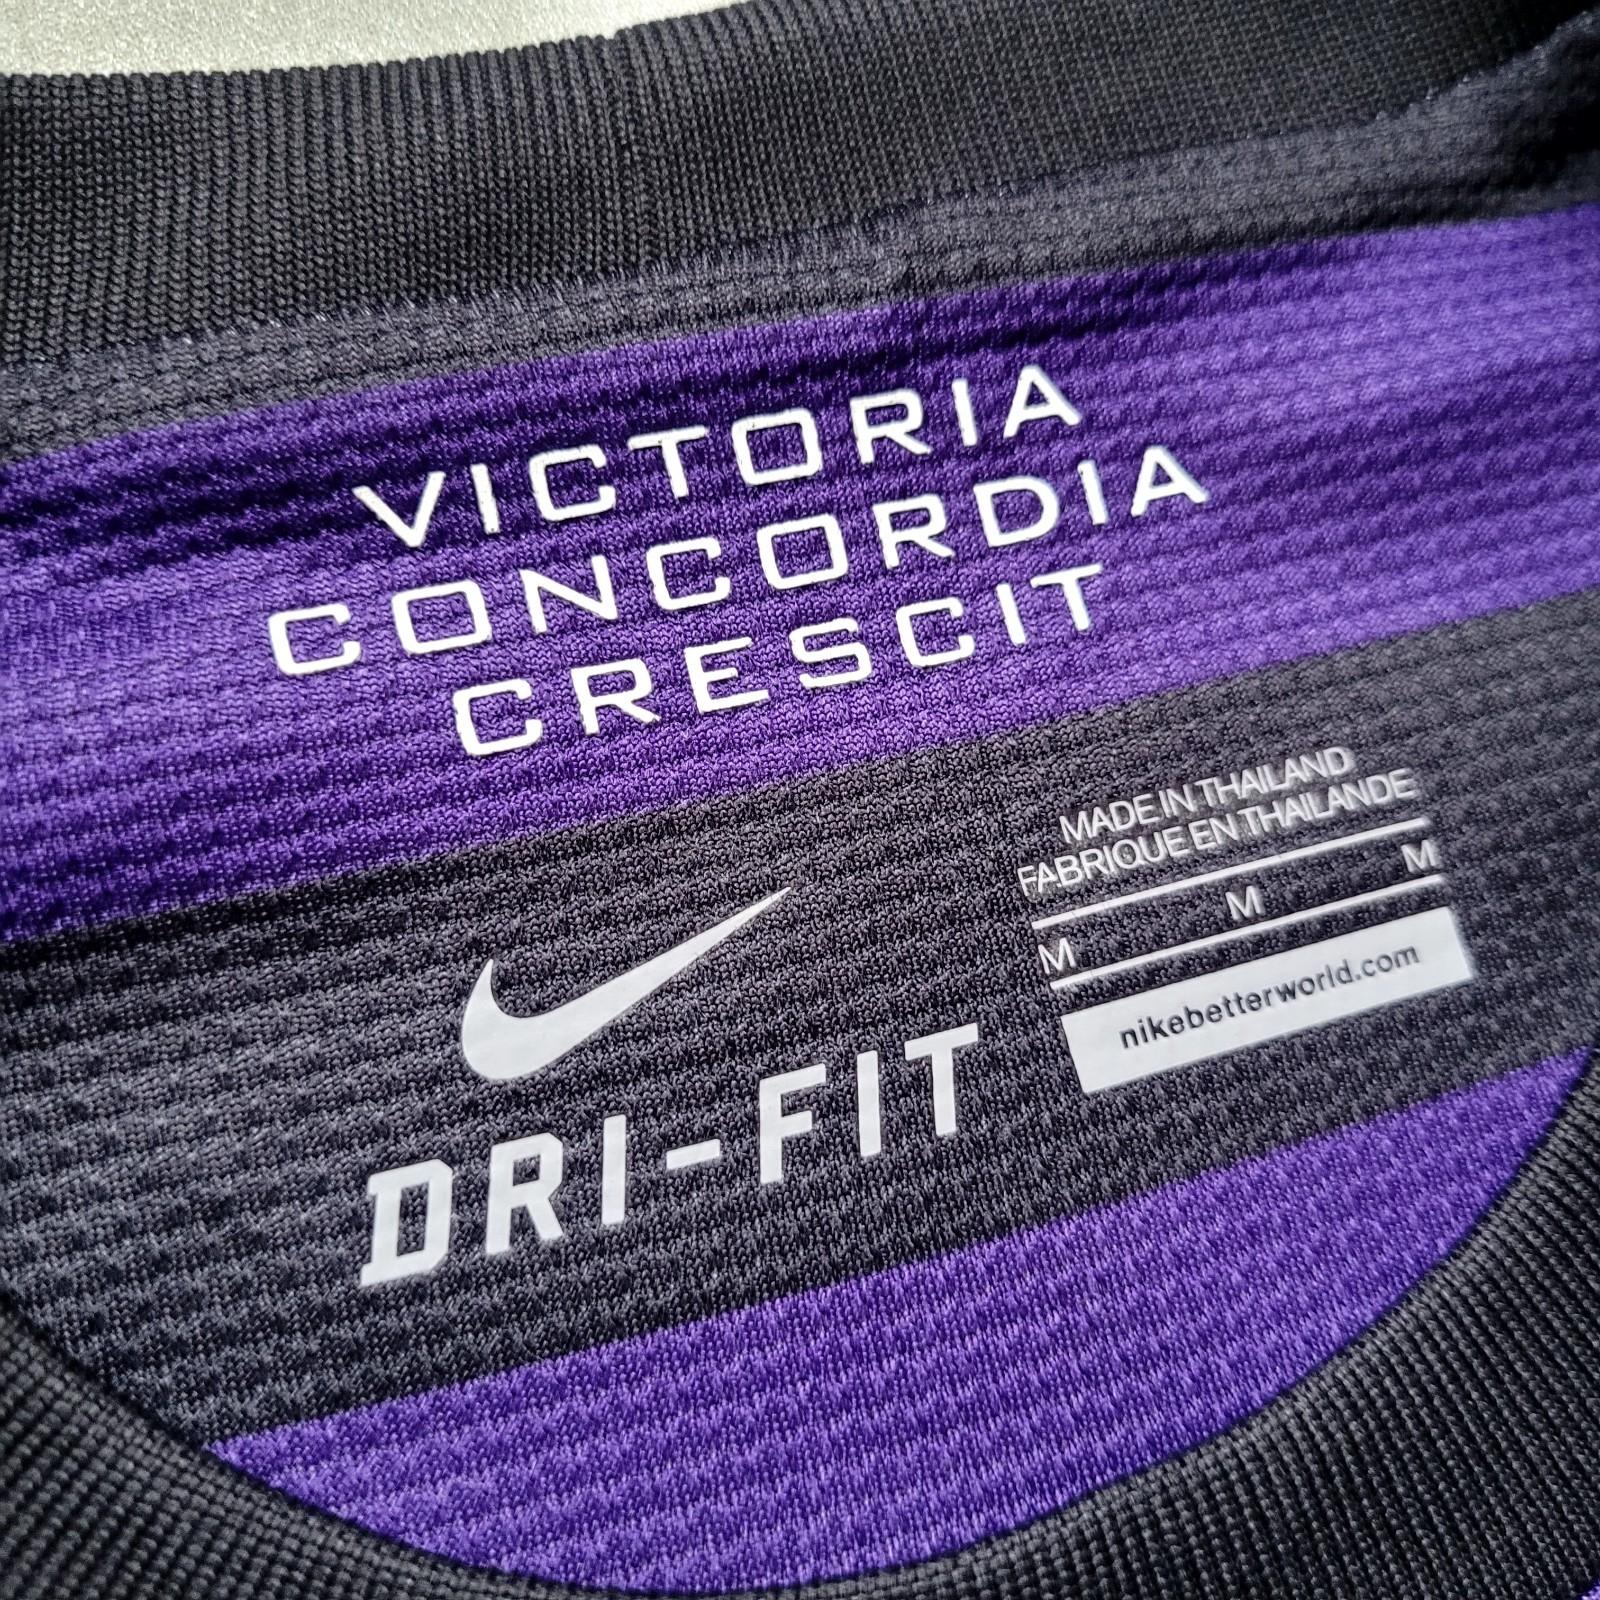 VICTORIA
CONCORDIA
CRESCIT
MADE IN THAILAND
FABRIQUE EN THAILANDE
M M M
nikebetterworld.com
DRI-FIT